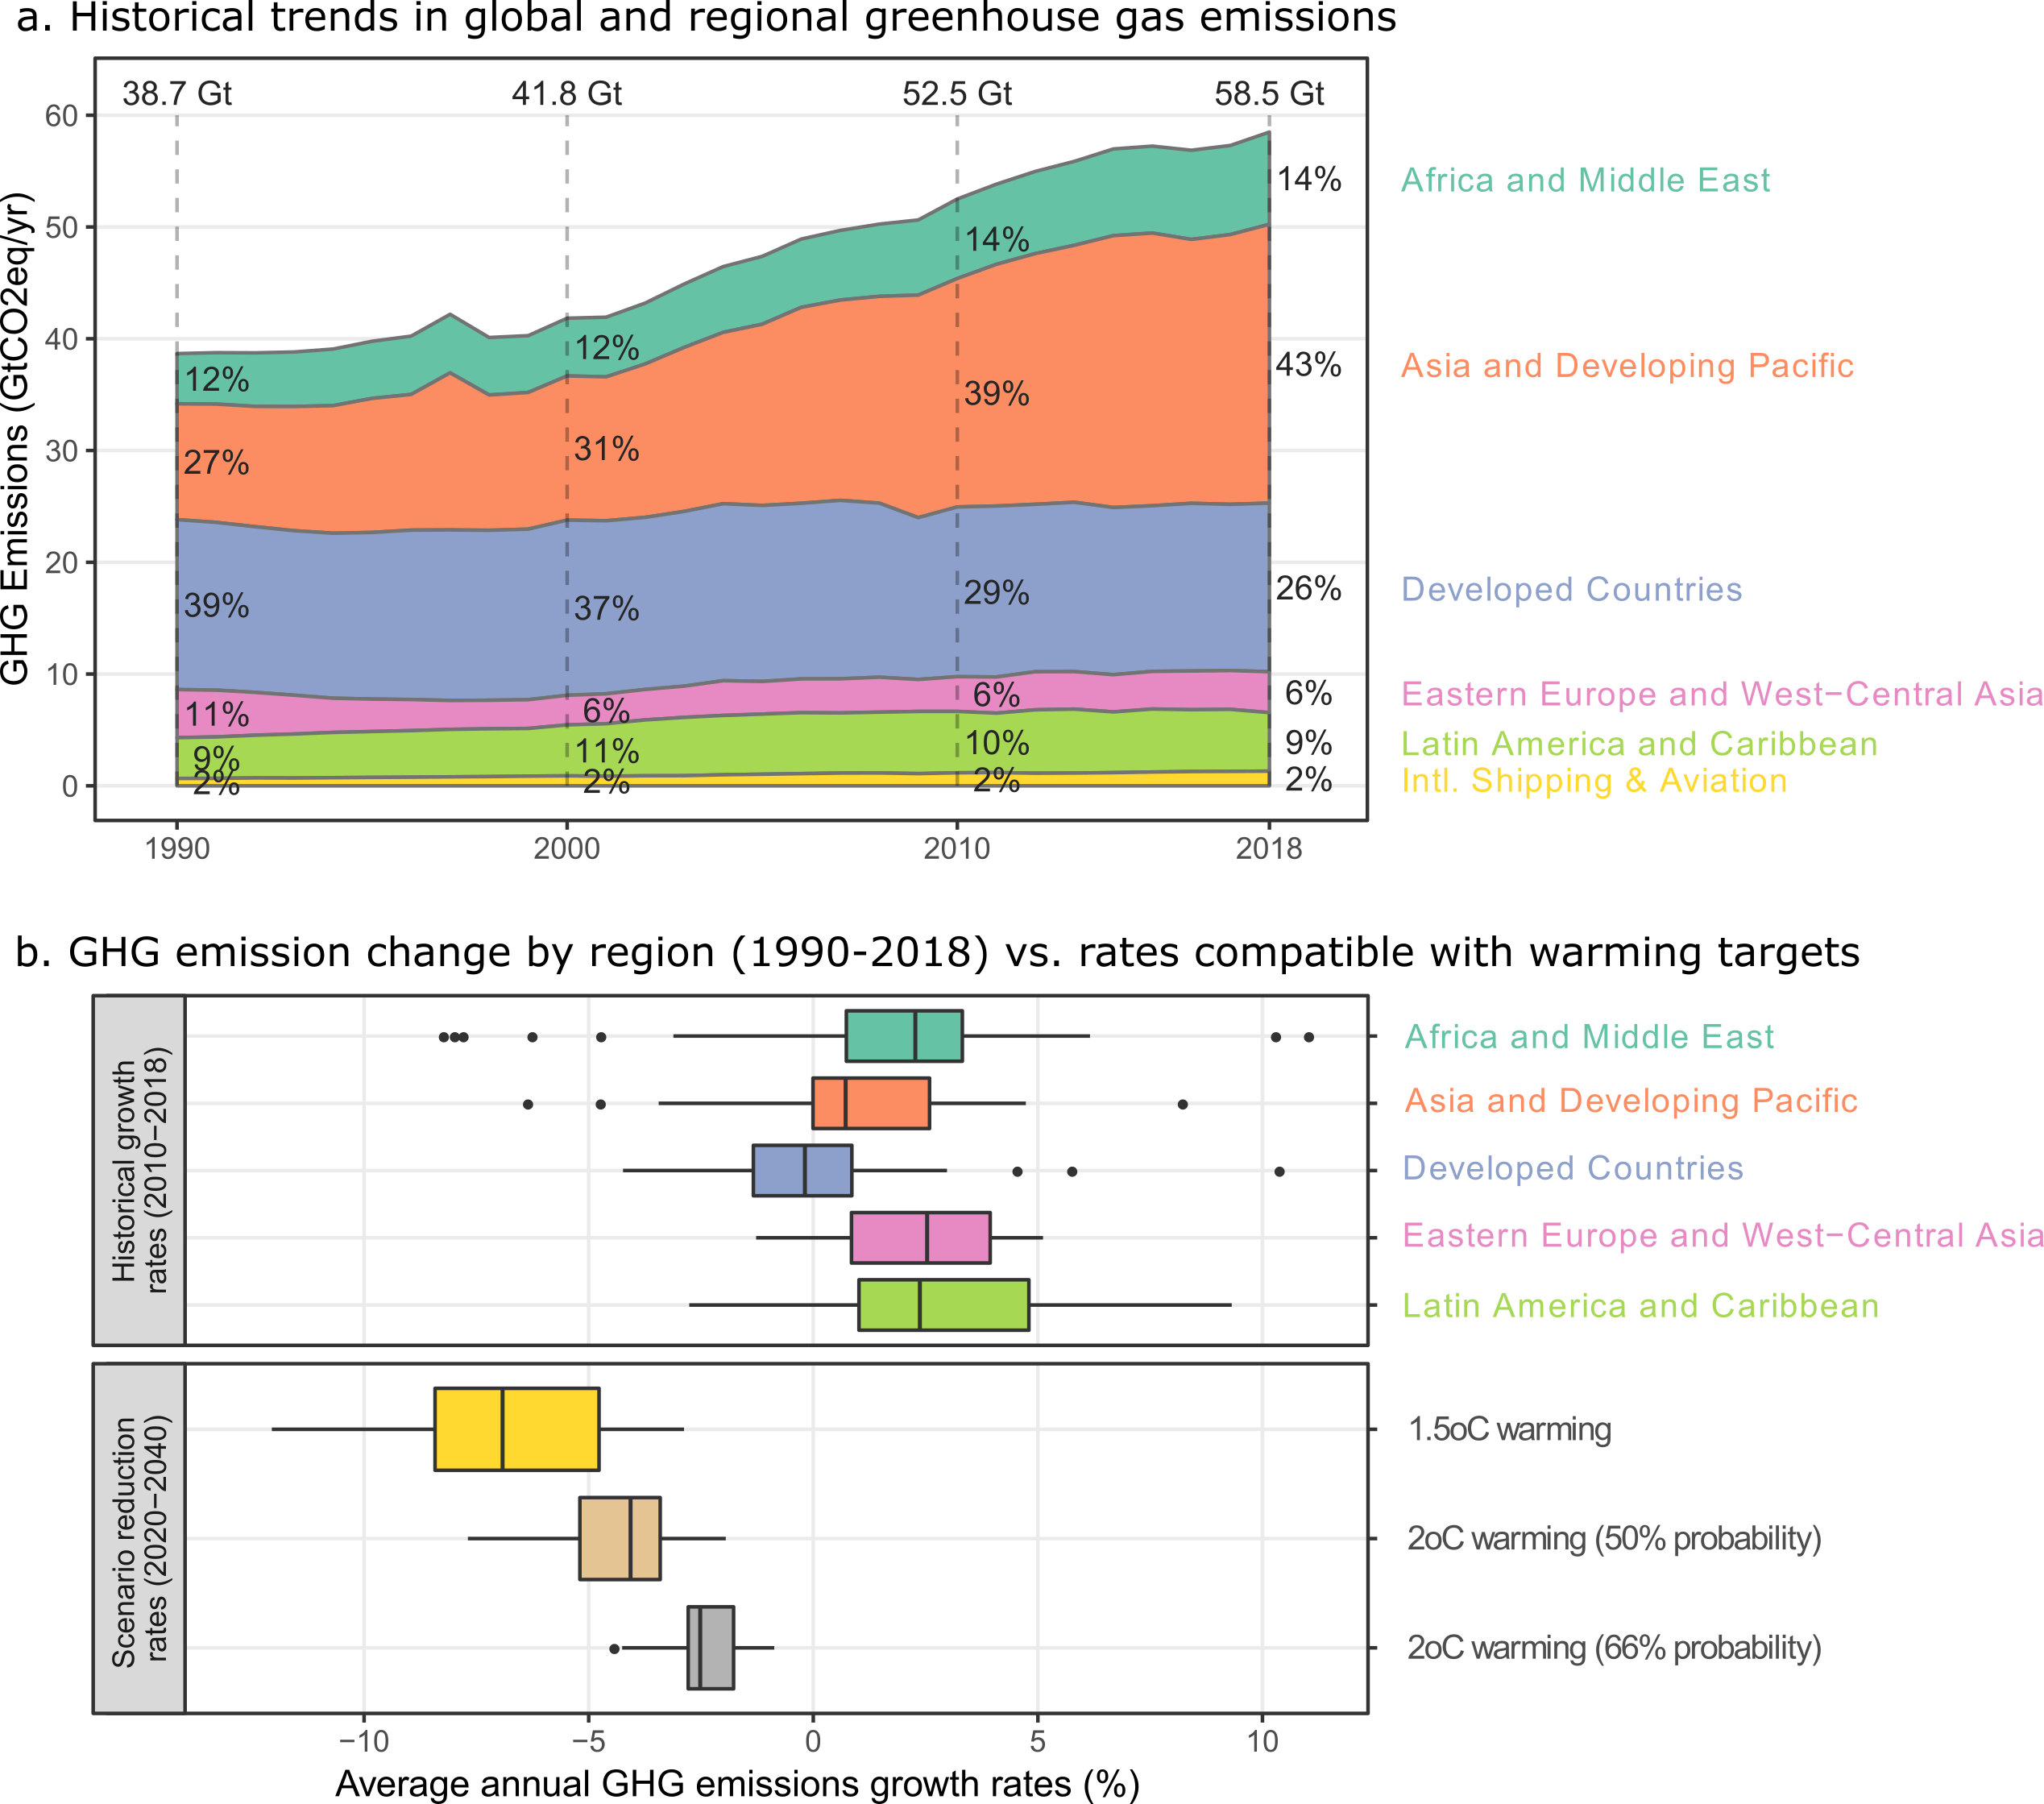 a. Historical trends in global and regional greenhouse gas emissions
38.7 Gt 41.8 Gt 52.5 Gt 58.5 Gt
GHG Emissions (GtCO2eq/yr)
60
50
40
30
20
10
0
12% 12% 14% 14% Africa and Middle East
27% 31% 39% 43% Asia and Developing Pacific
39% 37% 29% 26% Developed Countries
11% 6% 6% 6% Eastern Europe and West−Central Asia
9% 11% 10% 9% Latin America and Caribbean
2% 2% 2% 2% Intl. Shipping & Aviation
1990 2000 2010 2018
b. GHG emission change by region (1990-2018) vs. rates compatible with warming targets
Historical growth
rates (2010−2018)
Africa and Middle East
Asia and Developing Pacific
Developed Countries
Eastern Europe and West−Central Asia
Latin America and Caribbean
Scenario reduction
rates (2020−2040)
1.5oC warming
2oC warming (50% probability)
2oC warming (66% probability)
−10 −5 0 5 10
Average annual GHG emissions growth rates (%)